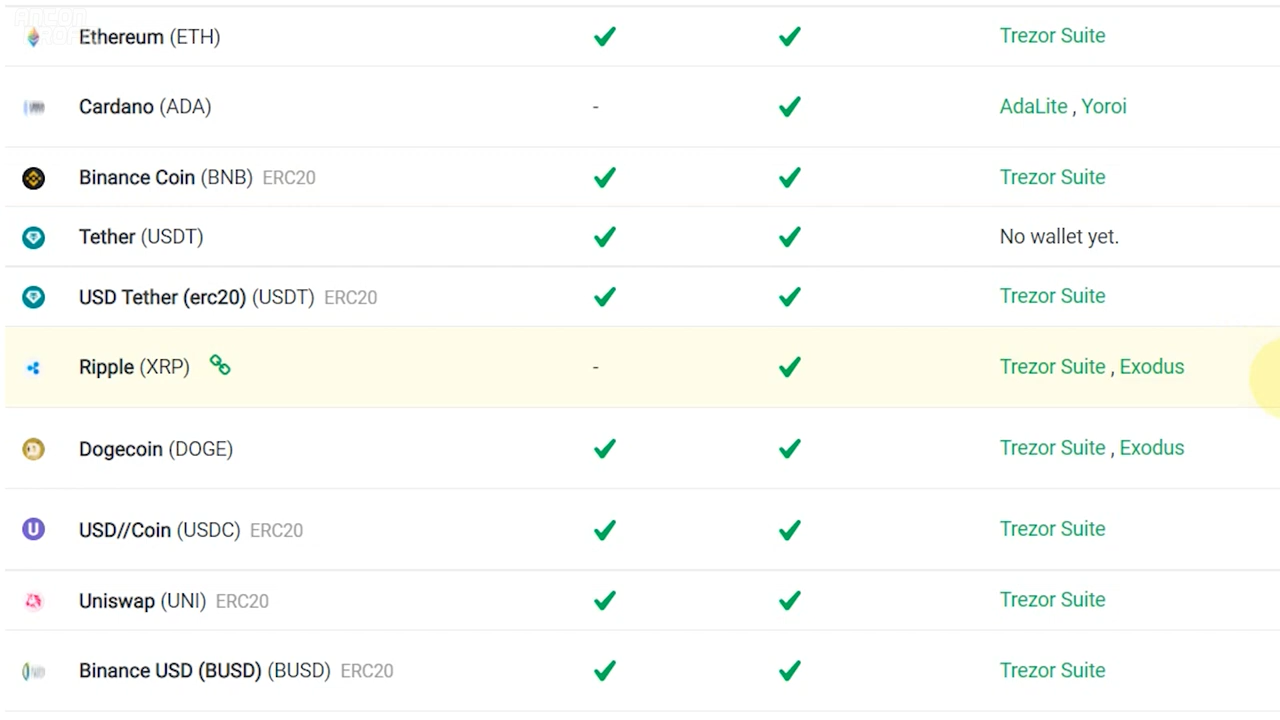 ANTON
Ethereum (ETH) Trezor Suite
Cardano (ADA) - AdaLite , Yoroi
Binance Coin (BNB) ERC20 Trezor Suite
Tether (USDT) No wallet yet.
USD Tether (erc20) (USDT) ERC20 Trezor Suite
Ripple (XRP) - Trezor Suite , Exodus
Dogecoin (DOGE) Trezor Suite , Exodus
USD//Coin (USDC) ERC20 Trezor Suite
Uniswap (UNI) ERC20 Trezor Suite
Binance USD (BUSD) (BUSD) ERC20 Trezor Suite